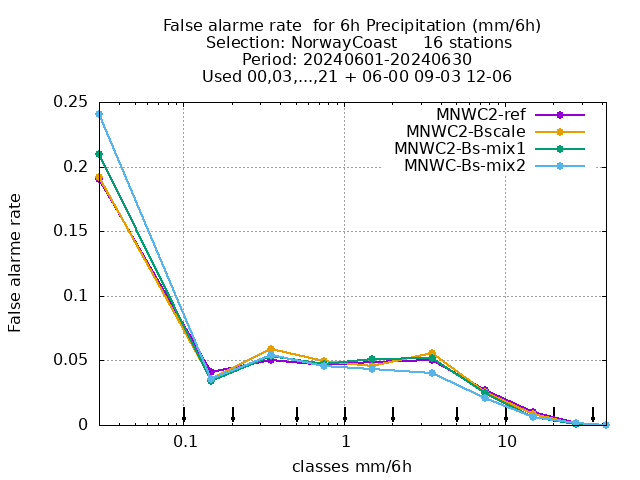 False alarme rate  for 6h Precipitation (mm/6h)
Selection: NorwayCoast     16 stations
Period: 20240601-20240630
Used 00,03,...,21 + 06-00 09-03 12-06
MNWC2-ref
MNWC2-Bscale
MNWC2-Bs-mix1
MNWC-Bs-mix2
False alarme rate
0.25
0.2
0.15
0.1
0.05
0
0.1 1 10
classes mm/6h